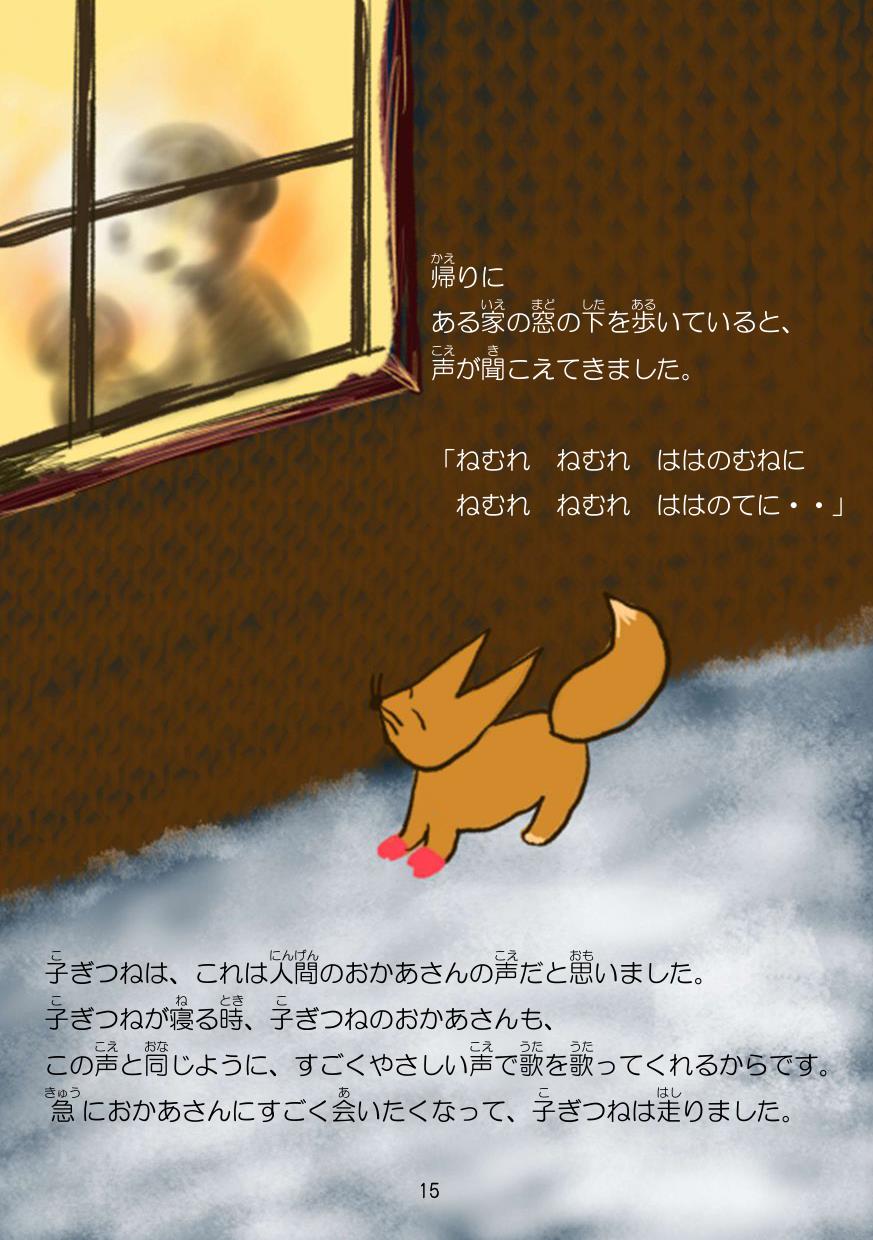 帰りに
ある家の窓の下を歩いていると、
声が聞こえてきました。
「ねむれ　ねむれ　ははのむねに
ねむれ　ねむれ　ははのてに・・」
子ぎつねは、これは人間のおかあさんの声だと思いました。
子ぎつねが寝る時、子ぎつねのおかあさんも、
この声と同じように、すごくやさしい声で歌を歌ってくれるからです。
急におかあさんにすごく会いたくなって、子ぎつねは走りました。
15